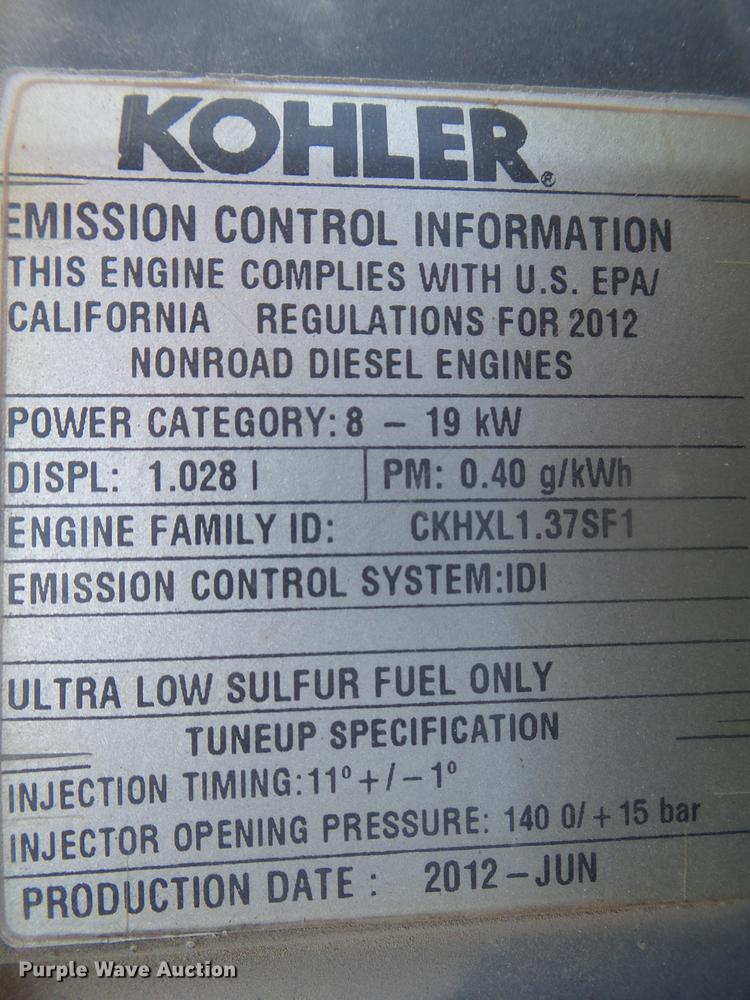 KOHLER®
EMISSION CONTROL INFORMATION
THIS ENGINE COMPLIES WITH U.S. EPA/
CALIFORNIA REGULATIONS FOR 2012
NONROAD DIESEL ENGINES
POWER CATEGORY: 8 – 19 kW
DISPL: 1.028 l PM: 0.40 g/kWh
ENGINE FAMILY ID: CKHXL1.37SF1
EMISSION CONTROL SYSTEM:IDI
ULTRA LOW SULFUR FUEL ONLY
TUNEUP SPECIFICATION
INJECTION TIMING:11º +/– 1º
INJECTOR OPENING PRESSURE: 140 0/ + 15 bar
PRODUCTION DATE : 2012 – JUN
Purple Wave Auction